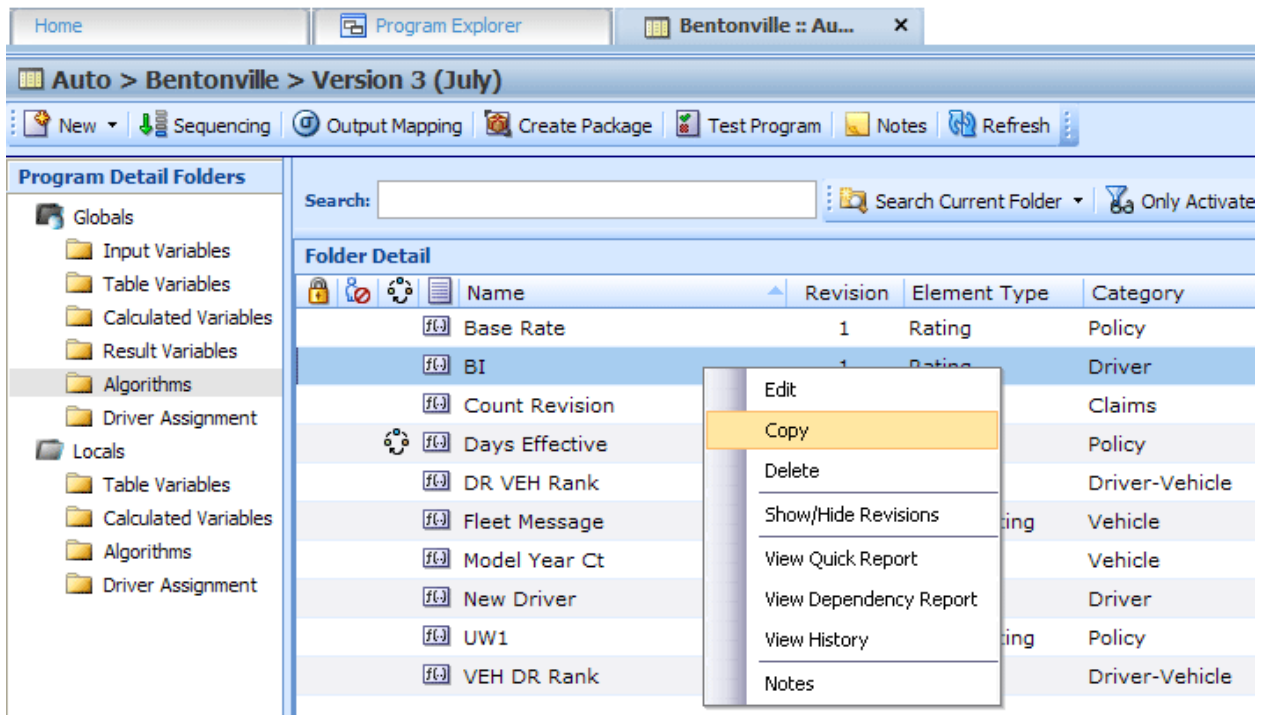 Home Program Explorer Bentonville :: Au... ×
Auto > Bentonville > Version 3 (July)
New Sequencing Output Mapping Create Package Test Program Notes Refresh
Program Detail Folders
Globals
Input Variables
Table Variables
Calculated Variables
Result Variables
Algorithms
Driver Assignment
Locals
Table Variables
Calculated Variables
Algorithms
Driver Assignment
Search: Search Current Folder Only Activate
Folder Detail
Name Revision Element Type Category
f(.) Base Rate 1 Rating Policy
f(.) BI 1 Rating Driver
f(.) Count Revision Claims
f(.) Days Effective Policy
f(.) DR VEH Rank Driver-Vehicle
f(.) Fleet Message ing Vehicle
f(.) Model Year Ct Vehicle
f(.) New Driver Driver
f(.) UW1 ing Policy
f(.) VEH DR Rank Driver-Vehicle
Edit
Copy
Delete
Show/Hide Revisions
View Quick Report
View Dependency Report
View History
Notes